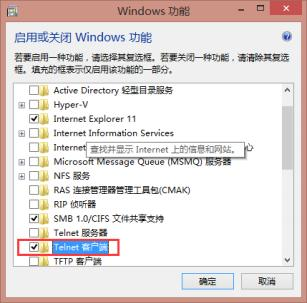 Windows 功能
启用或关闭 Windows 功能
若要启用一种功能，请选择其复选框。若要关闭一种功能，请清除其复选框。填充的框表示仅启用该功能的一部分。
Active Directory 轻型目录服务
Hyper-V
Internet Explorer 11
Internet Information Services
Internet
心
查找并显示 Internet 上的信息和网站。
Microsoft Message Queue (MSMQ) 服务器
NFS 服务
RAS 连接管理器管理工具包(CMAK)
RIP 侦听器
SMB 1.0/CIFS 文件共享支持
Telnet 服务器
Telnet 客户端
TFTP 客户端
确定
取消